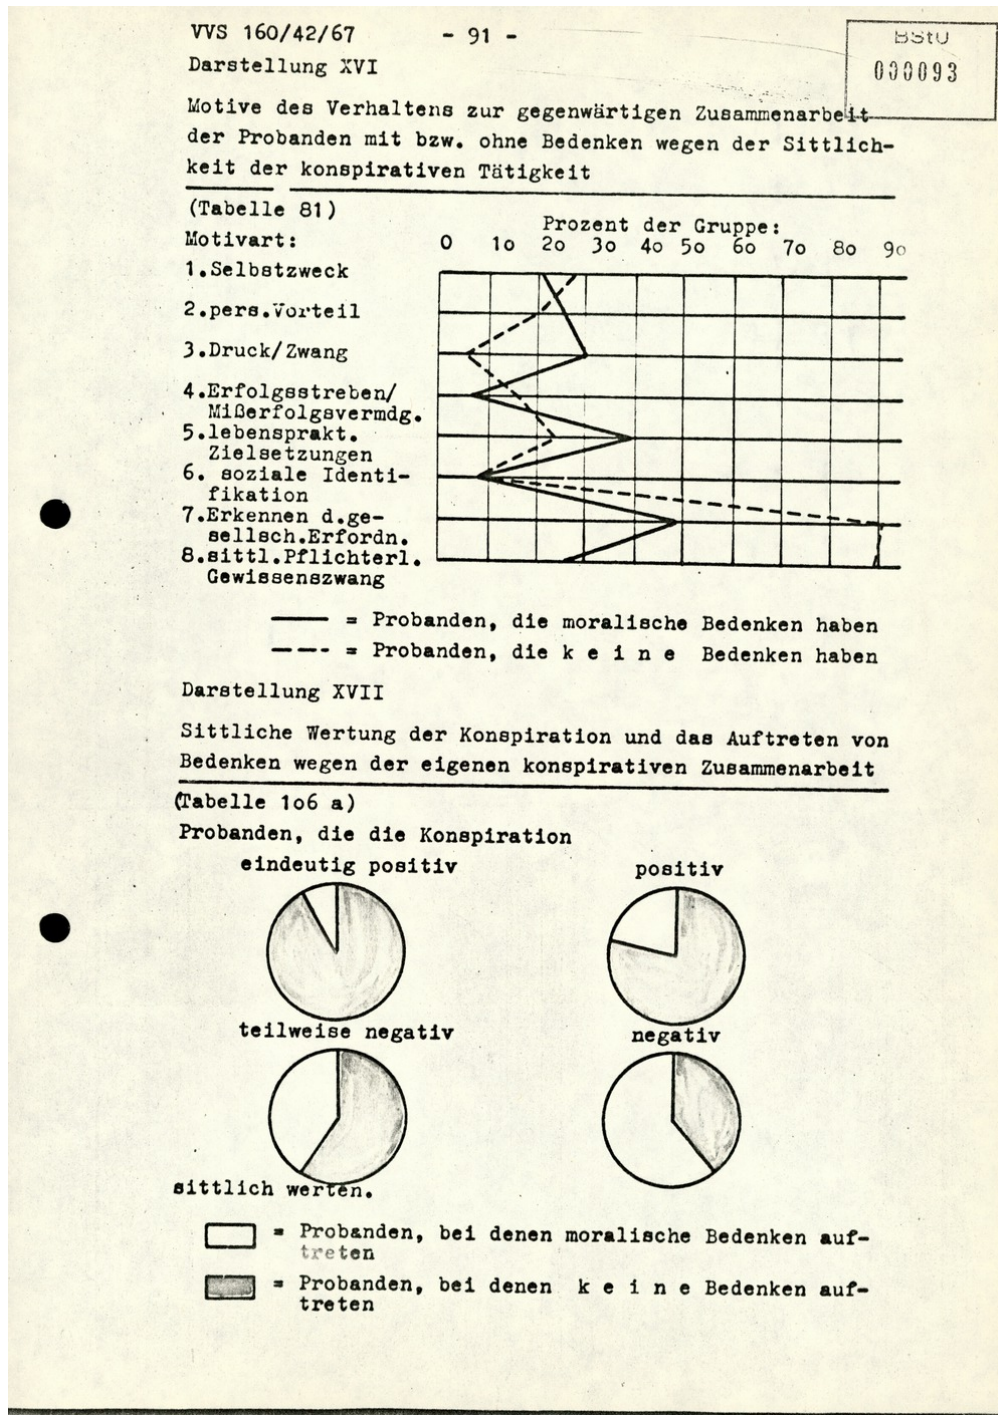 VVS 160/42/67 - 91 -
BStU
000093
Darstellung XVI
Motive des Verhaltens zur gegenwärtigen Zusammenarbeit
der Probanden mit bzw. ohne Bedenken wegen der Sittlich-
keit der konspirativen Tätigkeit
(Tabelle 81)
Prozent der Gruppe:
Motivart: 0 1o 2o 3o 4o 5o 6o 7o 8o 9o
1.Selbstzweck
2.pers.Vorteil
3.Druck/Zwang
4.Erfolgsstreben/
Mißerfolgsvermdg.
5.lebensprakt.
Zielsetzungen
6. soziale Identi-
fikation
7.Erkennen d.ge-
sellsch.Erfordn.
8.sittl.Pflichterl.
Gewissenszwang
= Probanden, die moralische Bedenken haben
= Probanden, die k e i n e Bedenken haben
Darstellung XVII
Sittliche Wertung der Konspiration und das Auftreten von
Bedenken wegen der eigenen konspirativen Zusammenarbeit
(Tabelle 1o6 a)
Probanden, die die Konspiration
eindeutig positiv
positiv
teilweise negativ
negativ
sittlich werten.
= Probanden, bei denen moralische Bedenken auf-
treten
= Probanden, bei denen k e i n e Bedenken auf-
treten